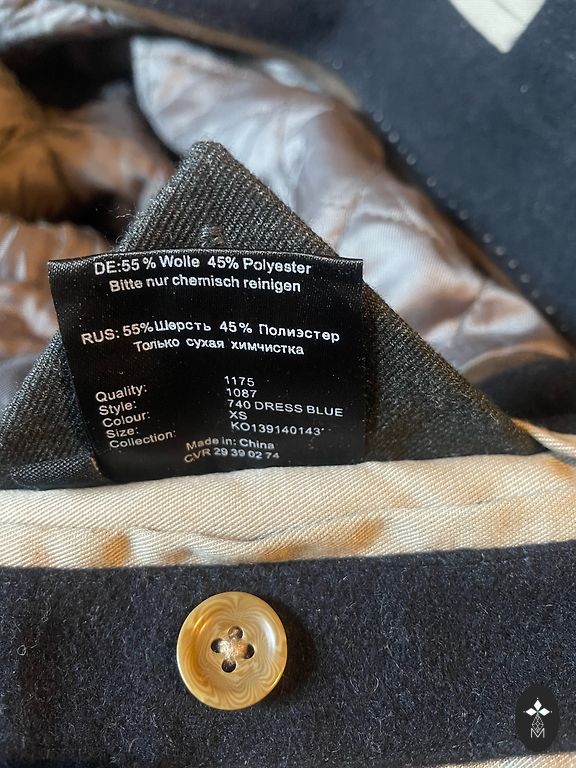 DE:55 % Wolle 45% Polyester
Bitte nur chemisch reinigen
RUS: 55%Шерсть 45% Полиэстер
Только сухая химчистка
Quality: 1175
Style: 1087
Colour: 740 DRESS BLUE
Size: XS
Collection: KO139140143
Made in: China
CVR 29 39 02 74
M